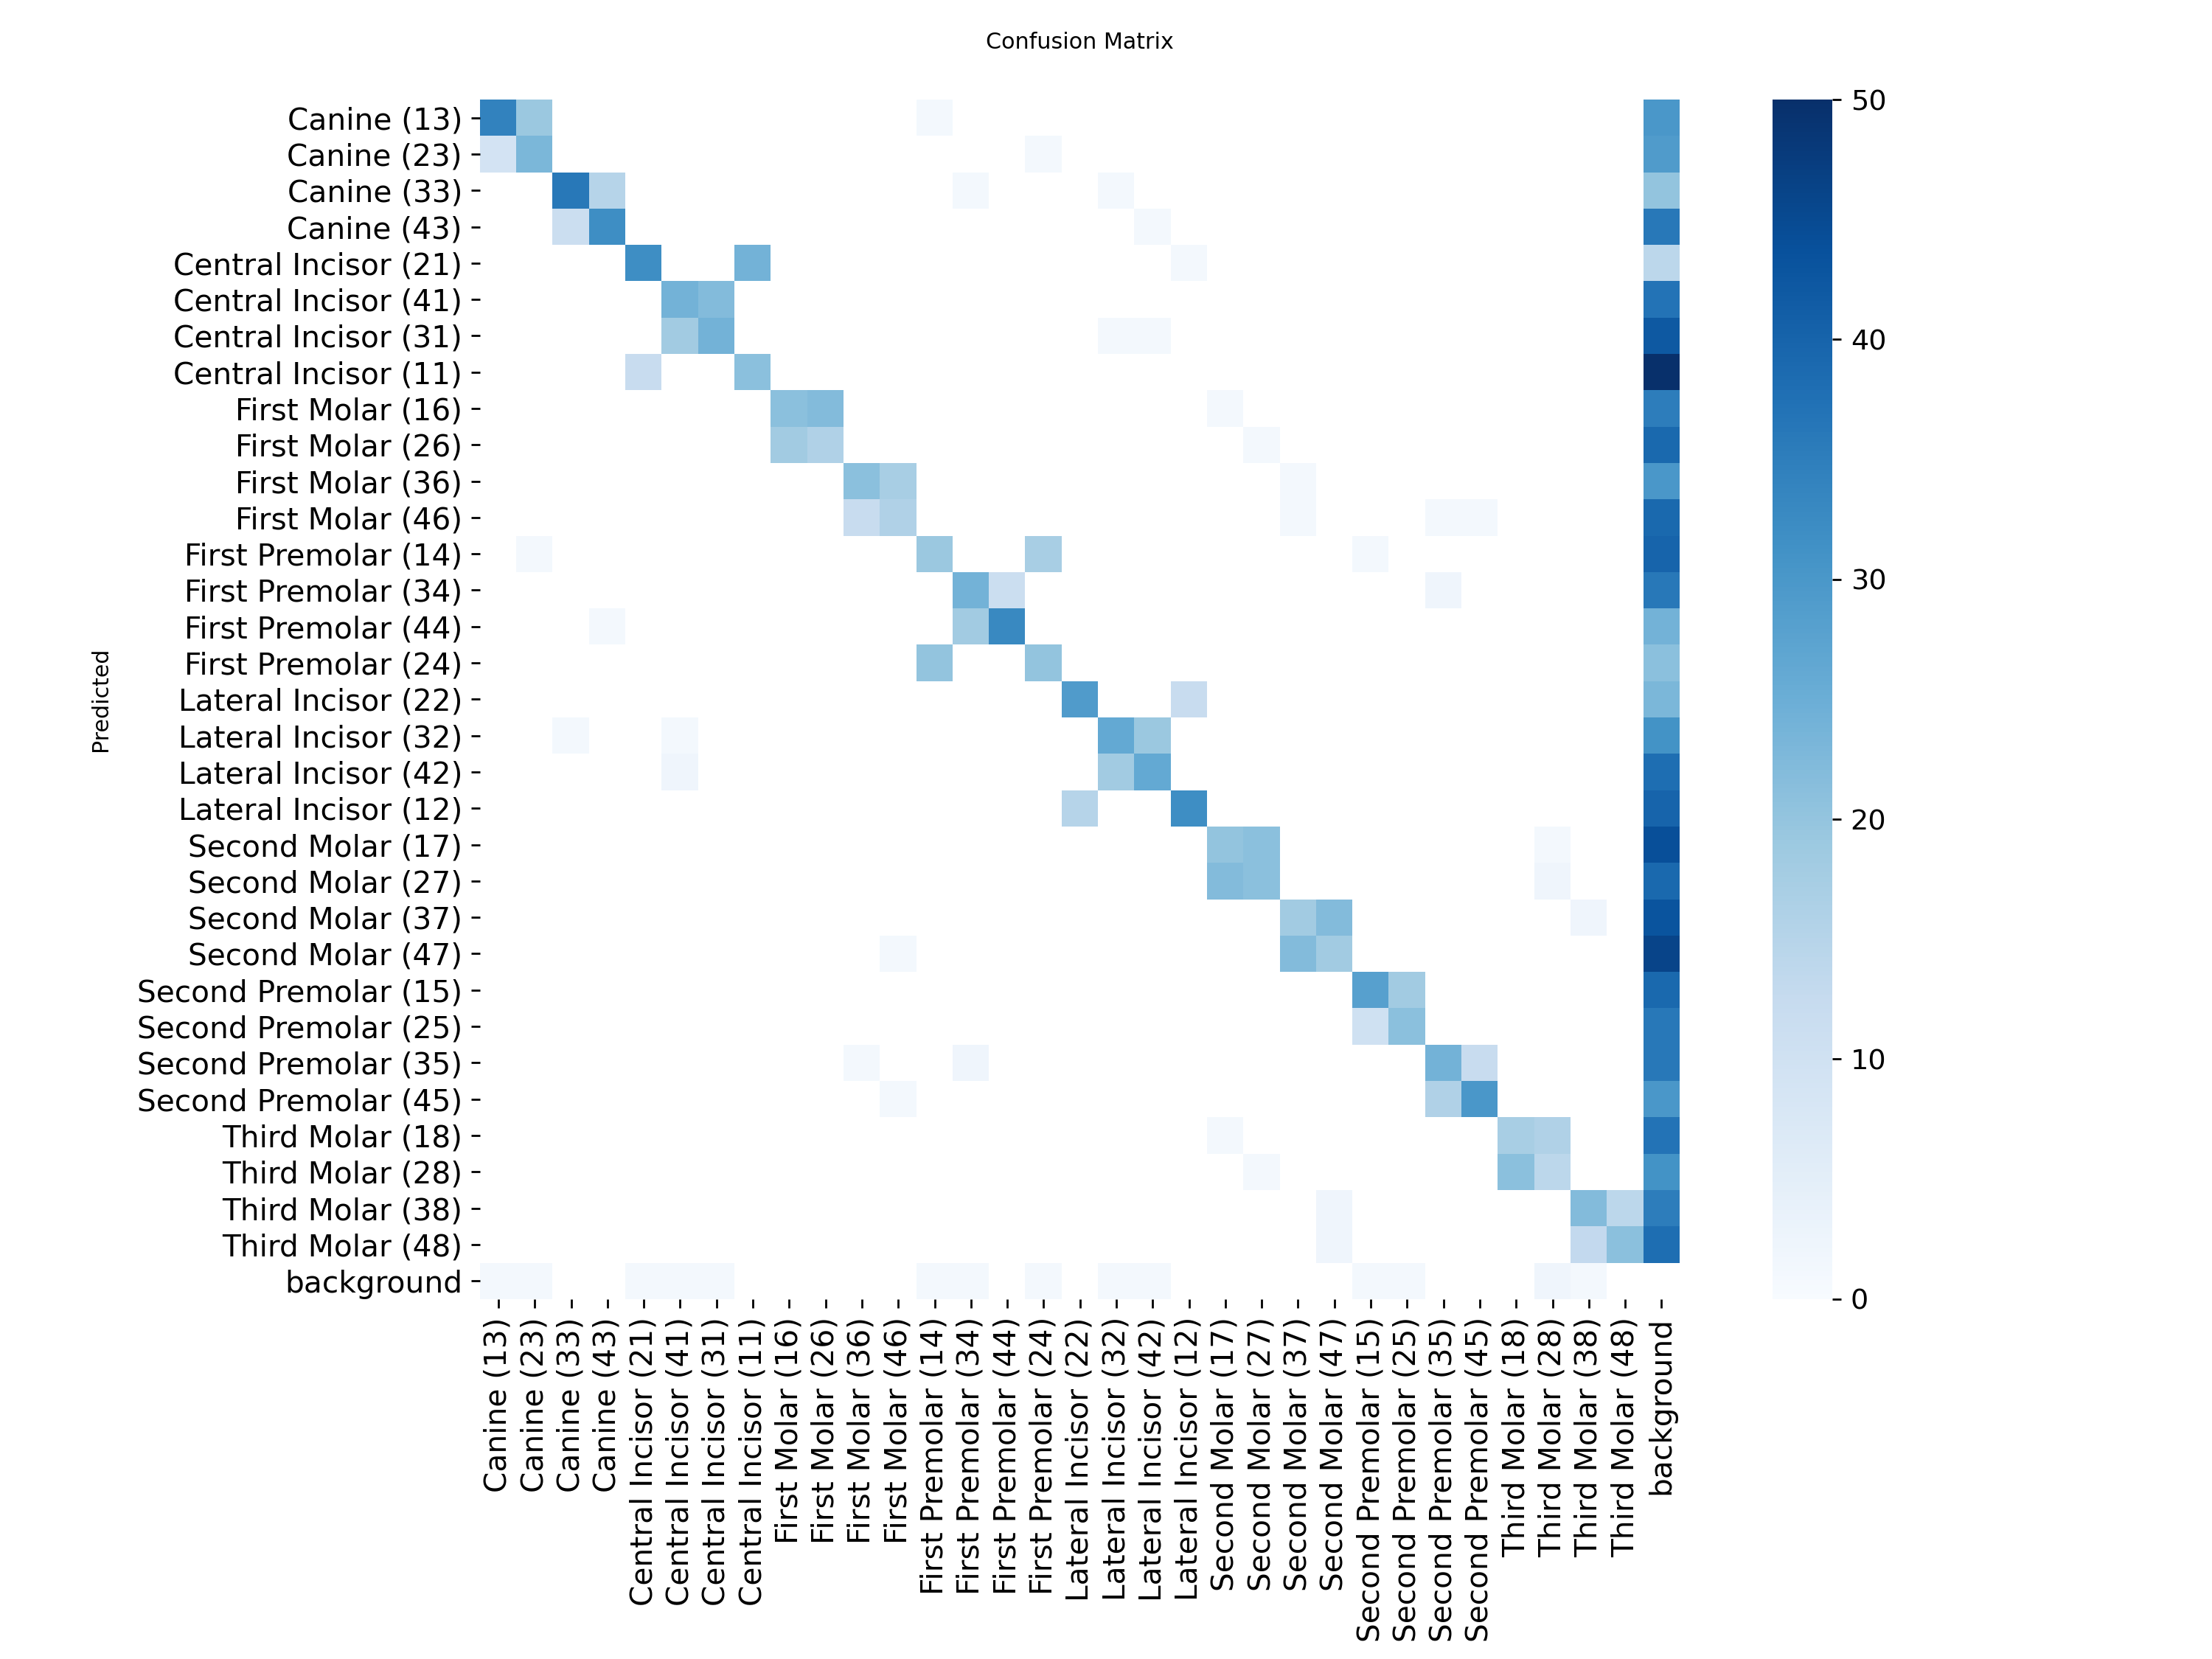 Confusion Matrix
Canine (13)
Canine (23)
Canine (33)
Canine (43)
Central Incisor (21)
Central Incisor (41)
Central Incisor (31)
Central Incisor (11)
First Molar (16)
First Molar (26)
First Molar (36)
First Molar (46)
First Premolar (14)
First Premolar (34)
First Premolar (44)
First Premolar (24)
Lateral Incisor (22)
Lateral Incisor (32)
Lateral Incisor (42)
Lateral Incisor (12)
Second Molar (17)
Second Molar (27)
Second Molar (37)
Second Molar (47)
Second Premolar (15)
Second Premolar (25)
Second Premolar (35)
Second Premolar (45)
Third Molar (18)
Third Molar (28)
Third Molar (38)
Third Molar (48)
background
Predicted
Canine (13)
Canine (23)
Canine (33)
Canine (43)
Central Incisor (21)
Central Incisor (41)
Central Incisor (31)
Central Incisor (11)
First Molar (16)
First Molar (26)
First Molar (36)
First Molar (46)
First Premolar (14)
First Premolar (34)
First Premolar (44)
First Premolar (24)
Lateral Incisor (22)
Lateral Incisor (32)
Lateral Incisor (42)
Lateral Incisor (12)
Second Molar (17)
Second Molar (27)
Second Molar (37)
Second Molar (47)
Second Premolar (15)
Second Premolar (25)
Second Premolar (35)
Second Premolar (45)
Third Molar (18)
Third Molar (28)
Third Molar (38)
Third Molar (48)
background
50
40
30
20
10
0